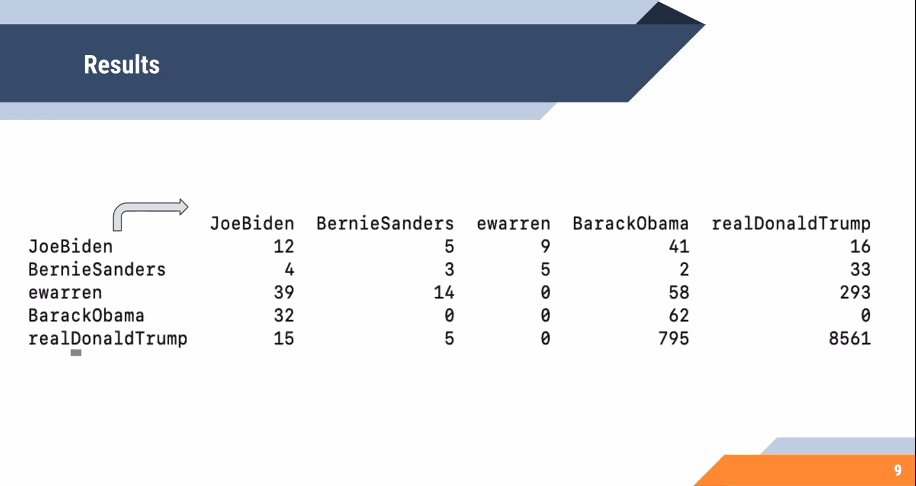 Results
JoeBiden BernieSanders ewarren BarackObama realDonaldTrump
JoeBiden 12 5 9 41 16
BernieSanders 4 3 5 2 33
ewarren 39 14 0 58 293
BarackObama 32 0 0 62 0
realDonaldTrump 15 5 0 795 8561
9